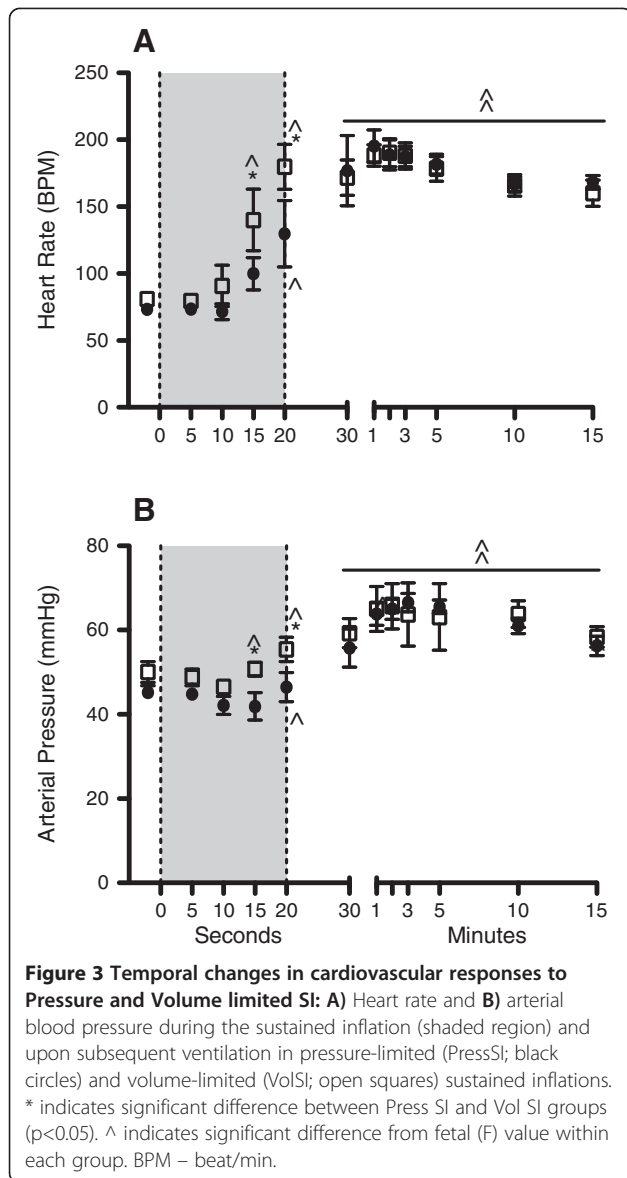 A
250
200
150
100
50
0
Heart Rate (BPM)
^
*
^
*
^
^
^
0 5 10 15 20 30 1 3 5 10 15
B
80
60
40
20
0
Arterial Pressure (mmHg)
^
*
^
*
^
^
^
0 5 10 15 20 30 1 3 5 10 15
Seconds Minutes
Figure 3 Temporal changes in cardiovascular responses to
Pressure and Volume limited SI: A) Heart rate and B) arterial
blood pressure during the sustained inflation (shaded region) and
upon subsequent ventilation in pressure-limited (PressSI; black
circles) and volume-limited (VolSI; open squares) sustained inflations.
* indicates significant difference between Press SI and Vol SI groups
(p<0.05). ^ indicates significant difference from fetal (F) value within
each group. BPM – beat/min.